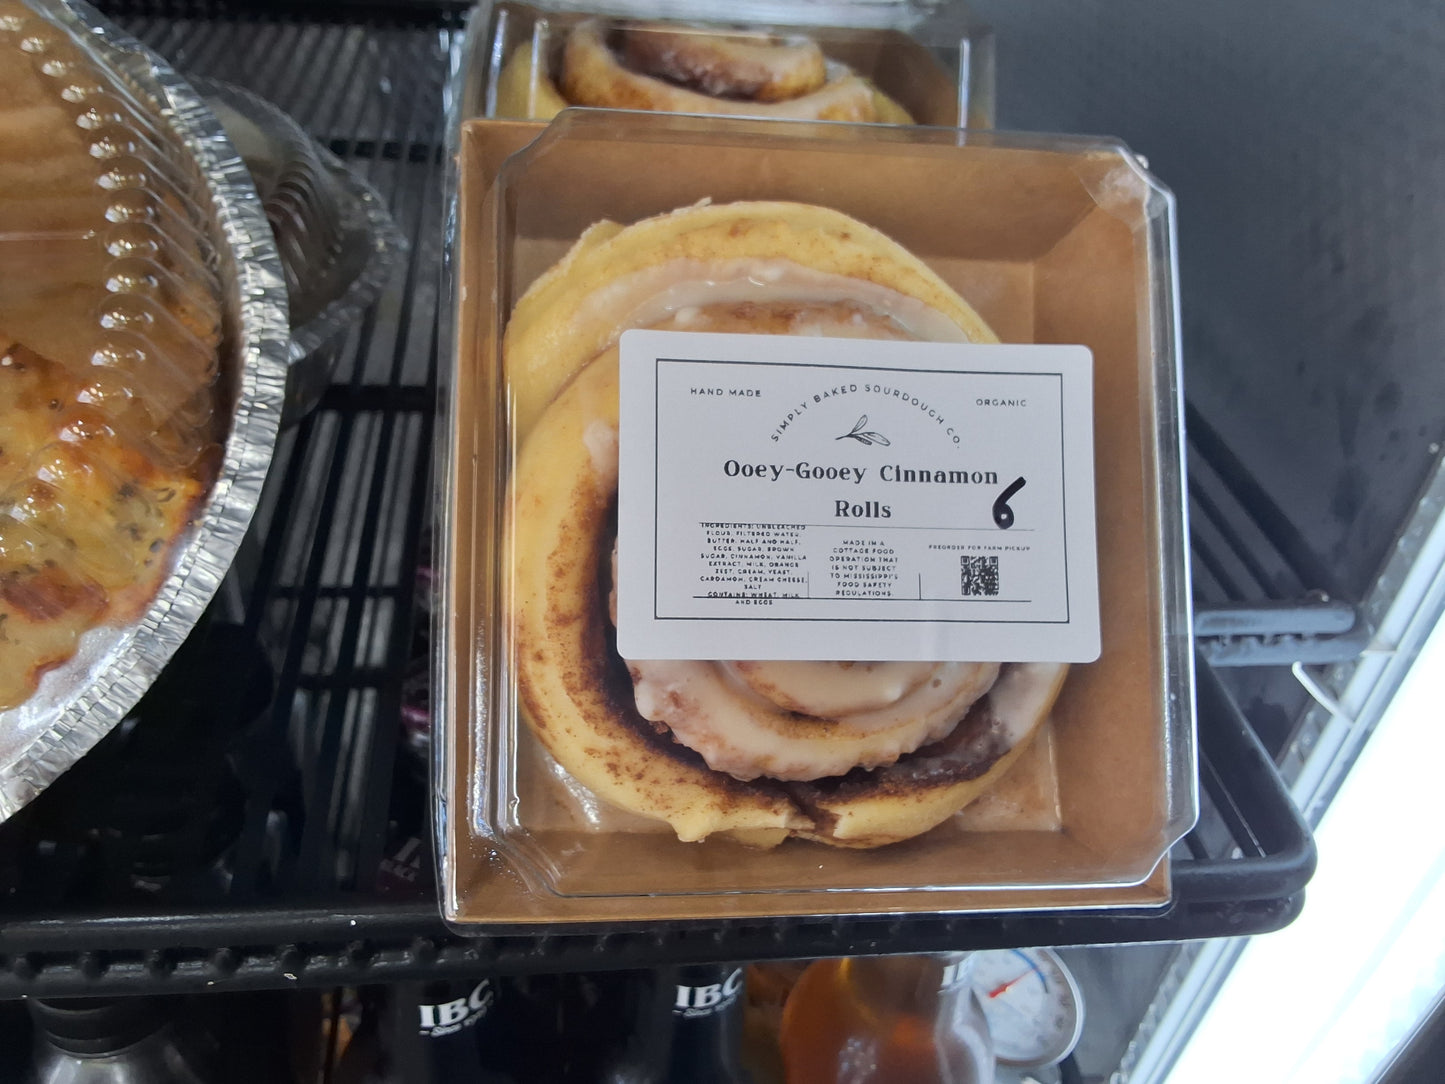 HAND MADE
SIMPLY BAKED SOURDOUGH CO.
ORGANIC
Ooey-Gooey Cinnamon
Rolls
6
INGREDIENTS: UNBLEACHED
FLOUR, FILTERED WATER,
BUTTER, HALF AND HALF,
EGGS, SUGAR, BROWN
SUGAR, CINNAMON, VANILLA
EXTRACT, MILK, ORANGE
ZEST, CREAM, YEAST,
CARDAMON, CREAM CHEESE,
SALT
CONTAINS: WHEAT, MILK,
AND EGGS
MADE IN A
COTTAGE FOOD
OPERATION THAT
IS NOT SUBJECT
TO MISSISSIPPI'S
FOOD SAFETY
REGULATIONS.
PREORDER FOR FARM PICKUP
IBC
IBC